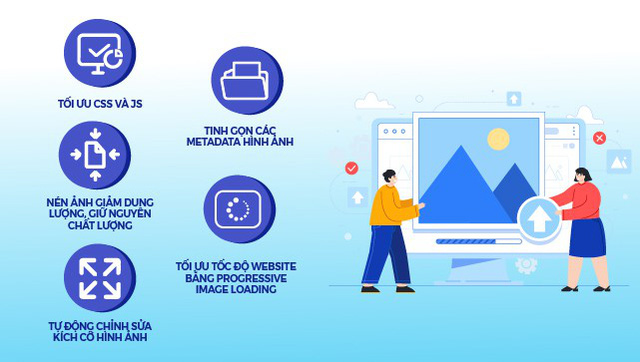 TỐI ƯU CSS VÀ JS
TINH GỌN CÁC
METADATA HÌNH ẢNH
NÉN ẢNH GIẢM DUNG
LƯỢNG, GIỮ NGUYÊN
CHẤT LƯỢNG
TỐI ƯU TỐC ĐỘ WEBSITE
BẰNG PROGRESSIVE
IMAGE LOADING
TỰ ĐỘNG CHỈNH SỬA
KÍCH CỠ HÌNH ẢNH